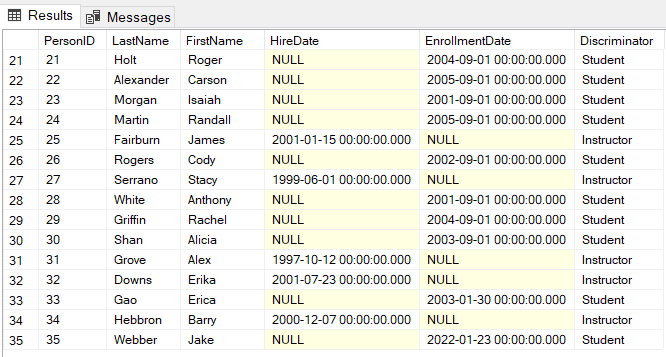 Results Messages
PersonID LastName FirstName HireDate EnrollmentDate Discriminator
21 21 Holt Roger NULL 2004-09-01 00:00:00.000 Student
22 22 Alexander Carson NULL 2005-09-01 00:00:00.000 Student
23 23 Morgan Isaiah NULL 2001-09-01 00:00:00.000 Student
24 24 Martin Randall NULL 2005-09-01 00:00:00.000 Student
25 25 Fairburn James 2001-01-15 00:00:00.000 NULL Instructor
26 26 Rogers Cody NULL 2002-09-01 00:00:00.000 Student
27 27 Serrano Stacy 1999-06-01 00:00:00.000 NULL Instructor
28 28 White Anthony NULL 2001-09-01 00:00:00.000 Student
29 29 Griffin Rachel NULL 2004-09-01 00:00:00.000 Student
30 30 Shan Alicia NULL 2003-09-01 00:00:00.000 Student
31 31 Grove Alex 1997-10-12 00:00:00.000 NULL Instructor
32 32 Downs Erika 2001-07-23 00:00:00.000 NULL Instructor
33 33 Gao Erica NULL 2003-01-30 00:00:00.000 Student
34 34 Hebbron Barry 2000-12-07 00:00:00.000 NULL Instructor
35 35 Webber Jake NULL 2022-01-23 00:00:00.000 Student